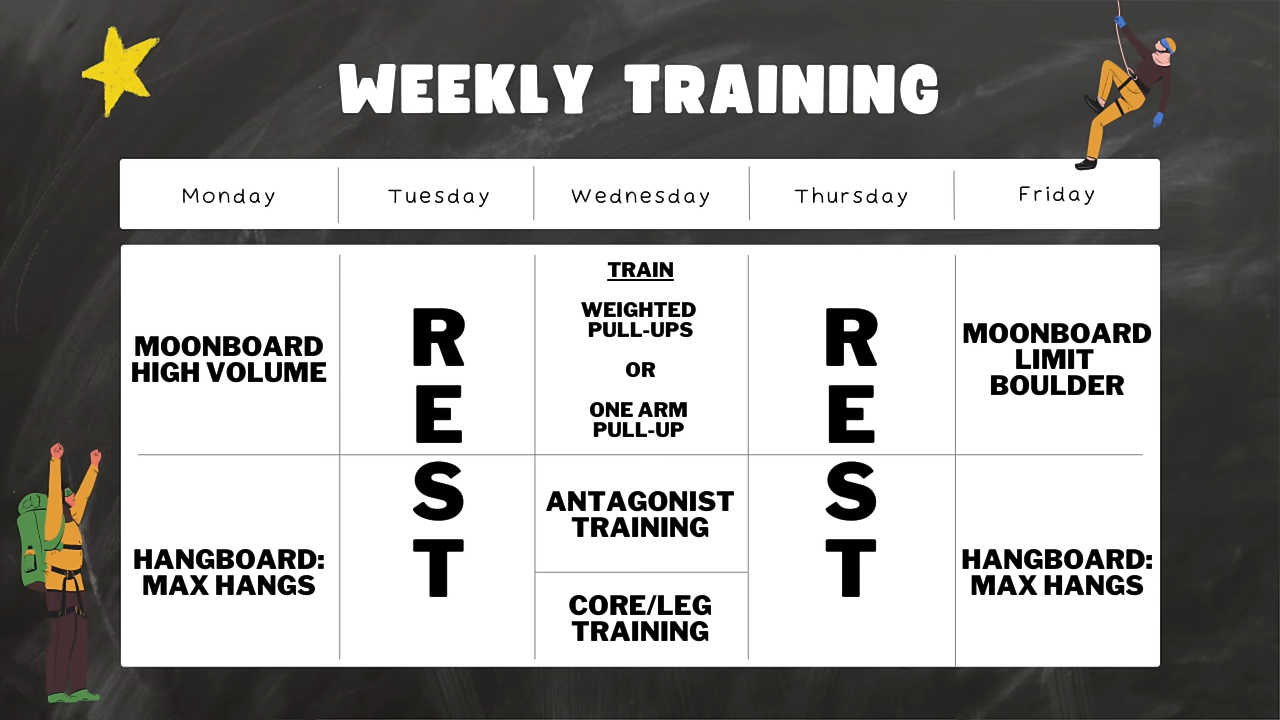 WEEKLY TRAINING
Monday
Tuesday
Wednesday
Thursday
Friday
MOONBOARD
HIGH VOLUME
HANGBOARD:
MAX HANGS
R
E
S
T
TRAIN
WEIGHTED
PULL-UPS
OR
ONE ARM
PULL-UP
ANTAGONIST
TRAINING
CORE/LEG
TRAINING
R
E
S
T
MOONBOARD
LIMIT
BOULDER
HANGBOARD:
MAX HANGS